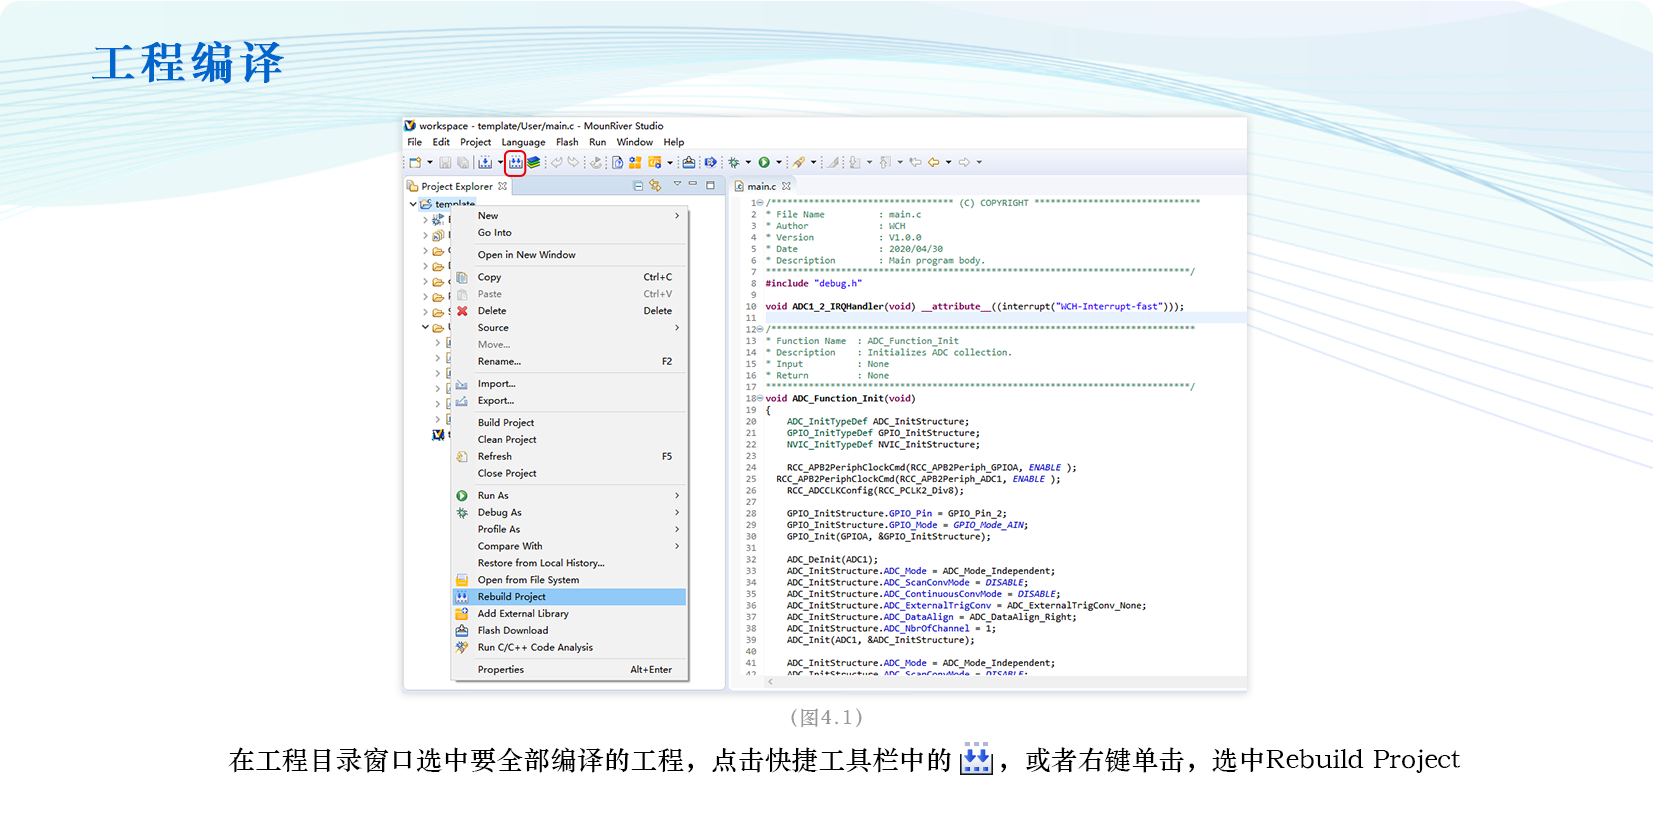 工程编译
workspace - template/User/main.c - MounRiver Studio
File Edit Project Language Flash Run Window Help
Project Explorer
main.c
template
New
Go Into
Open in New Window
Copy Ctrl+C
Paste Ctrl+V
Delete Delete
Source
Move...
Rename... F2
Import...
Export...
Build Project
Clean Project
Refresh F5
Close Project
Run As
Debug As
Profile As
Compare With
Restore from Local History...
Open from File System
Rebuild Project
Add External Library
Flash Download
Run C/C++ Code Analysis
Properties Alt+Enter
1 /********************************** (C) COPYRIGHT *******************************
2 * File Name : main.c
3 * Author : WCH
4 * Version : V1.0.0
5 * Date : 2020/04/30
6 * Description : Main program body.
7 *******************************************************************************/
8 #include "debug.h"
9
10 void ADC1_2_IRQHandler(void) __attribute__((interrupt("WCH-Interrupt-fast")));
11
12 /*******************************************************************************
13 * Function Name : ADC_Function_Init
14 * Description : Initializes ADC collection.
15 * Input : None
16 * Return : None
17 *******************************************************************************/
18 void ADC_Function_Init(void)
19 {
20 ADC_InitTypeDef ADC_InitStructure;
21 GPIO_InitTypeDef GPIO_InitStructure;
22 NVIC_InitTypeDef NVIC_InitStructure;
23
24 RCC_APB2PeriphClockCmd(RCC_APB2Periph_GPIOA, ENABLE );
25 RCC_APB2PeriphClockCmd(RCC_APB2Periph_ADC1, ENABLE );
26 RCC_ADCCLKConfig(RCC_PCLK2_Div8);
27
28 GPIO_InitStructure.GPIO_Pin = GPIO_Pin_2;
29 GPIO_InitStructure.GPIO_Mode = GPIO_Mode_AIN;
30 GPIO_Init(GPIOA, &GPIO_InitStructure);
31
32 ADC_DeInit(ADC1);
33 ADC_InitStructure.ADC_Mode = ADC_Mode_Independent;
34 ADC_InitStructure.ADC_ScanConvMode = DISABLE;
35 ADC_InitStructure.ADC_ContinuousConvMode = DISABLE;
36 ADC_InitStructure.ADC_ExternalTrigConv = ADC_ExternalTrigConv_None;
37 ADC_InitStructure.ADC_DataAlign = ADC_DataAlign_Right;
38 ADC_InitStructure.ADC_NbrOfChannel = 1;
39 ADC_Init(ADC1, &ADC_InitStructure);
40
41 ADC_InitStructure.ADC_Mode = ADC_Mode_Independent;
42 ADC_InitStructure.ADC_ScanConvMode = DISABLE;
(图4.1)
在工程目录窗口选中要全部编译的工程，点击快捷工具栏中的 ，或者右键单击，选中Rebuild Project